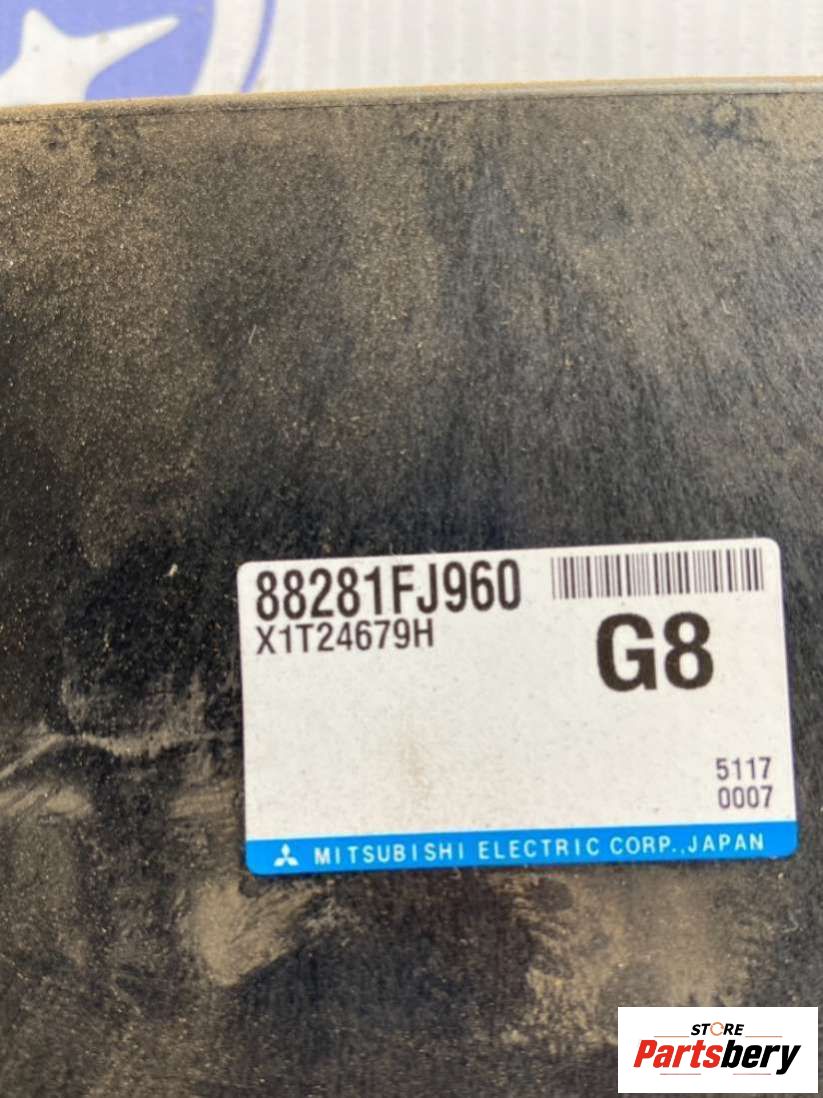 88281FJ960
X1T24679H
G8
5117
0007
MITSUBISHI ELECTRIC CORP.,JAPAN
STORE
Partsbery